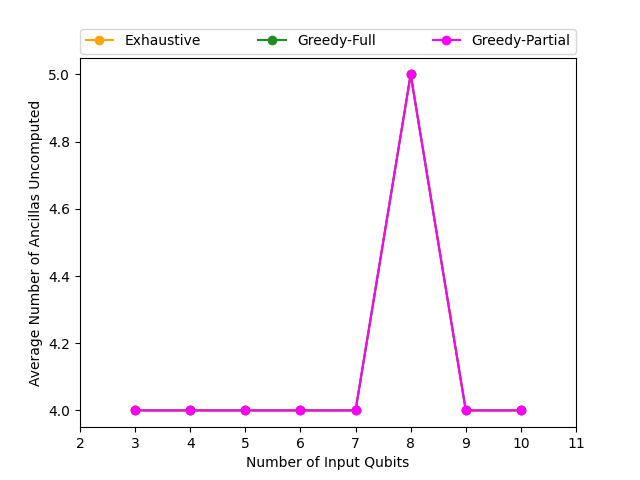 Exhaustive Greedy-Full Greedy-Partial
Average Number of Ancillas Uncomputed
5.0
4.8
4.6
4.4
4.2
4.0
2 3 4 5 6 7 8 9 10 11
Number of Input Qubits